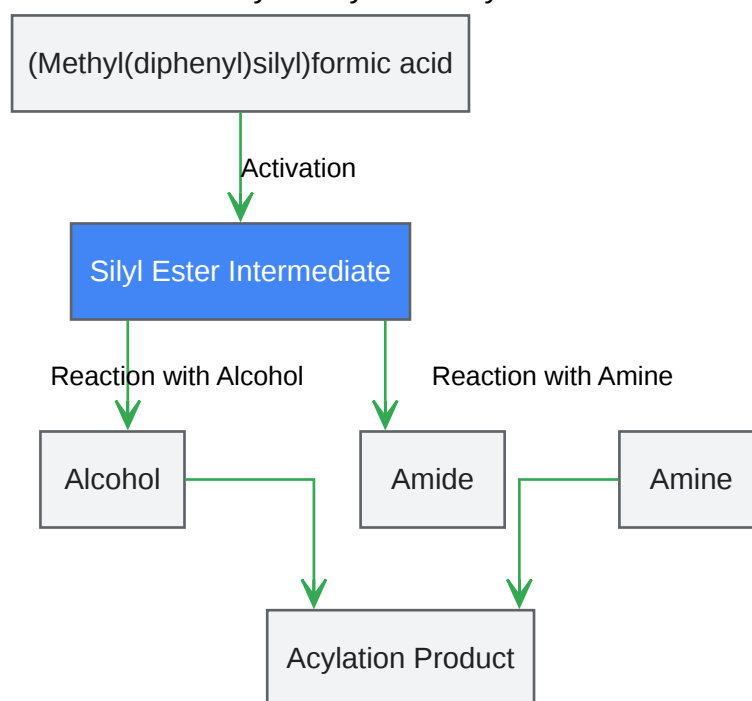 (Methyl(diphenyl)silyl)formic acid
Activation
Silyl Ester Intermediate
Reaction with Alcohol
Reaction with Amine
Alcohol
Amide
Amine
Acylation Product